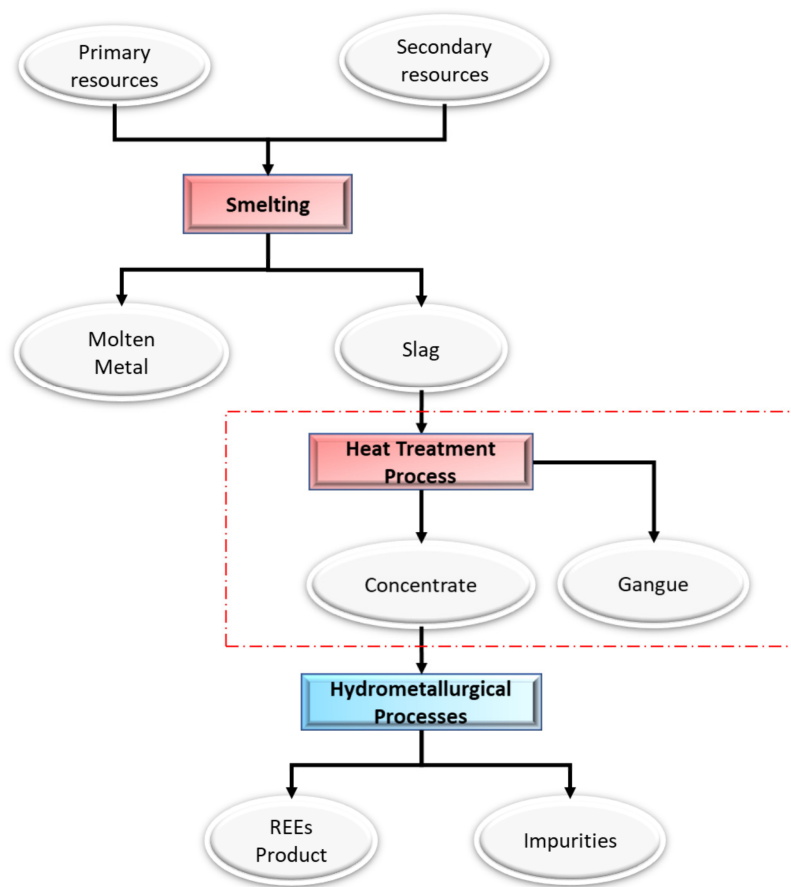 Primary
resources
Secondary
resources
Smelting
Molten
Metal
Slag
Heat Treatment
Process
Concentrate
Gangue
Hydrometallurgical
Processes
REEs
Product
Impurities